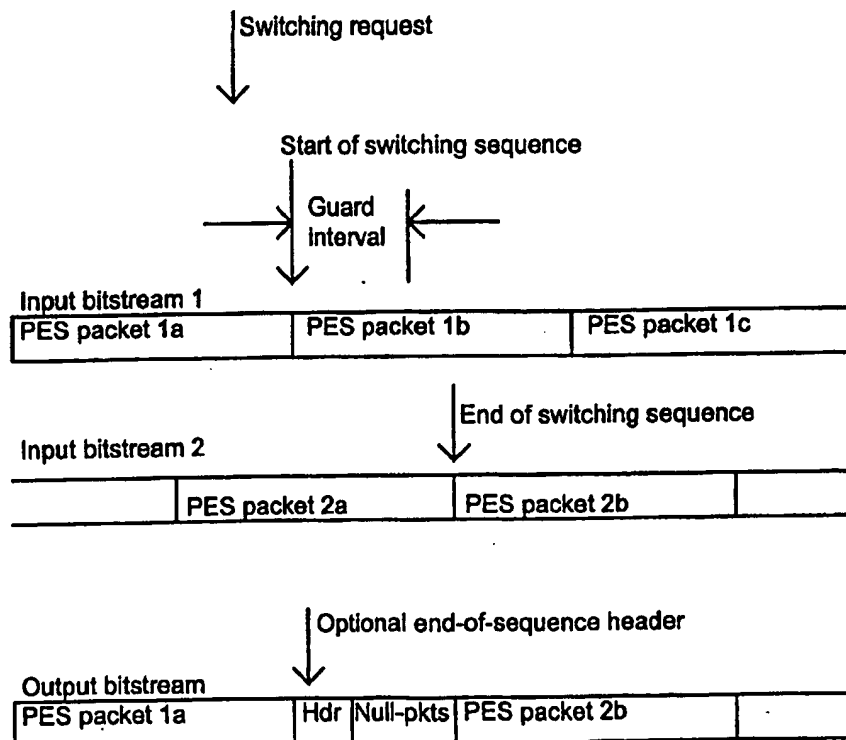 Switching request
Start of switching sequence
Guard
interval
Input bitstream 1
PES packet 1a PES packet 1b PES packet 1c
End of switching sequence
Input bitstream 2
PES packet 2a PES packet 2b
Optional end-of-sequence header
Output bitstream
PES packet 1a Hdr Null-pkts PES packet 2b